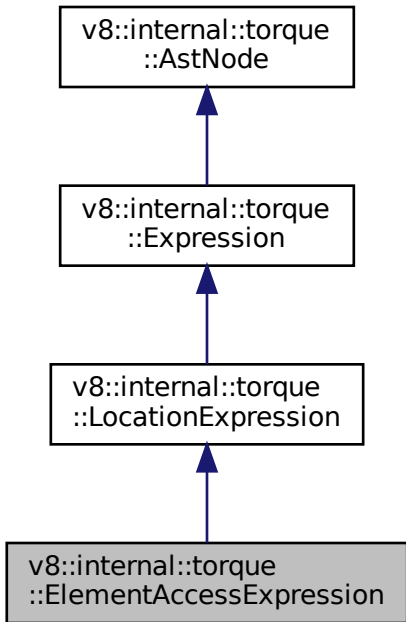 v8::internal::torque
::AstNode
v8::internal::torque
::Expression
v8::internal::torque
::LocationExpression
v8::internal::torque
::ElementAccessExpression